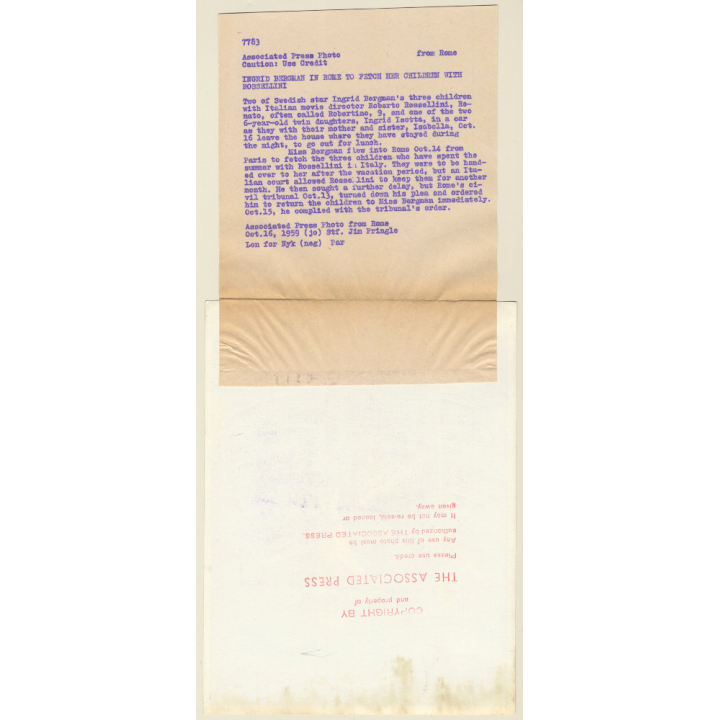 7783
Associated Press Photo from Rome
Caution: Use Credit
INGRID BERGMAN IN ROME TO FETCH HER CHILDREN WITH
ROSSELLINI
Two of Swedish star Ingrid Bergman's three children
with Italian movie director Roberto Rossellini, Re-
nato, often called Robertino, 9, and one of the two
6-year-old twin daughters, Ingrid Isotta, in a car
as they with their mother and sister, Isabella, Oct.
16 leave the house where they have stayed during
the night, to go out for lunch.
Miss Bergman flew into Rome Oct.14 from
Paris to fetch the three children who have spent the
summer with Rossellini in Italy. They were to be hand-
ed over to her after the vacation period, but an Ita-
lian court allowed Rossellini to keep them for another
month. He then sought a further delay, but Rome's ci-
vil tribunal Oct.13, turned down his plea and ordered
him to return the children to Miss Bergman immediately.
Oct.15, he complied with the tribunal's order.
Associated Press Photo from Rome
Oct.16, 1959 (jo) Stf. Jim Pringle
Lon for Nyk (neg) Par
COPYRIGHT BY
and property of
THE ASSOCIATED PRESS
Please use credit.
Any use of this photo must be
authorized by THE ASSOCIATED PRESS.
It may not be re-sold, loaned or
given away.